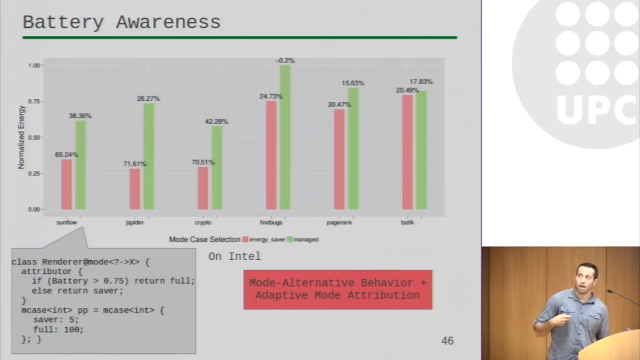 Battery Awareness
UPC
Normalized Energy
1.00
0.75
0.50
0.25
0.00
65.24%
38.36%
71.61%
26.27%
70.51%
42.28%
24.73%
-0.2%
30.47%
15.63%
20.49%
17.83%
sunflow
jspider
crypto
findbugs
pagerank
batik
Mode Case Selection energy_saver managed
On Intel
class Renderer@mode<?->X> {
attributor {
if (Battery > 0.75) return full;
else return saver;
}
mcase<int> pp = mcase<int> {
saver: 5;
full: 100;
}; }
Mode-Alternative Behavior +
Adaptive Mode Attribution
46